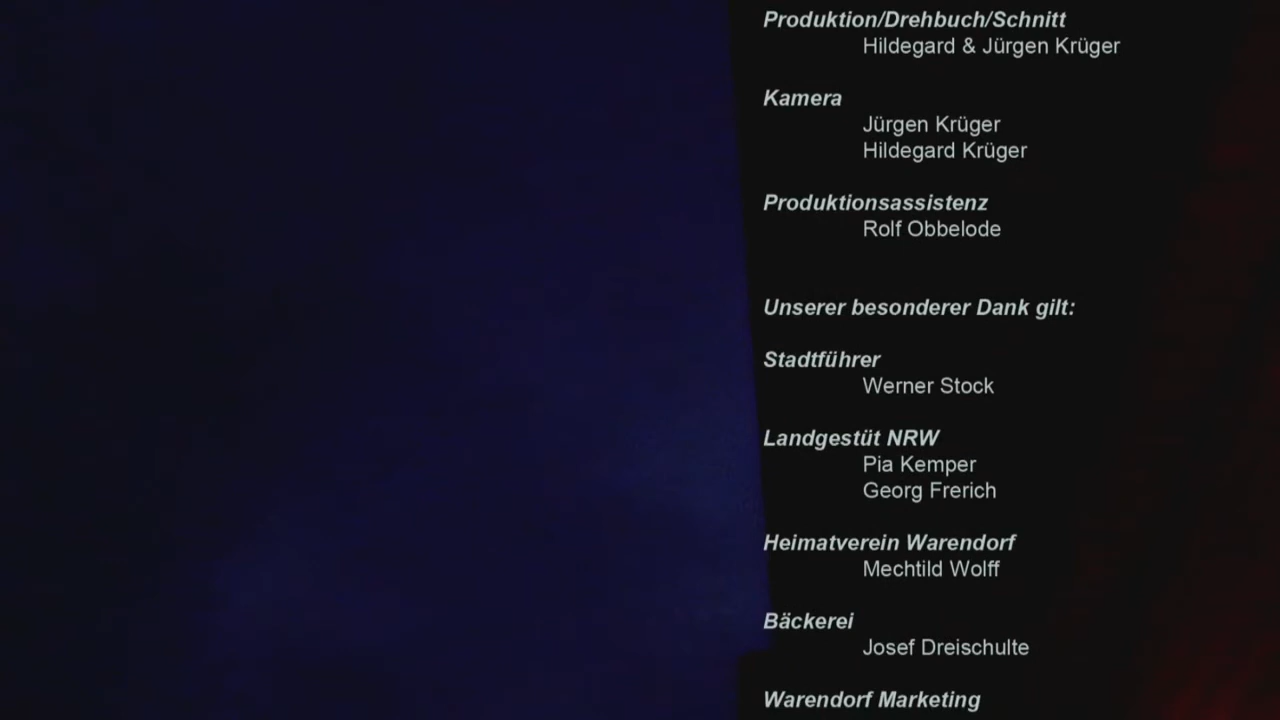 Produktion/Drehbuch/Schnitt
Hildegard & Jürgen Krüger
Kamera
Jürgen Krüger
Hildegard Krüger
Produktionsassistenz
Rolf Obbelode
Unserer besonderer Dank gilt:
Stadtführer
Werner Stock
Landgestüt NRW
Pia Kemper
Georg Frerich
Heimatverein Warendorf
Mechtild Wolff
Bäckerei
Josef Dreischulte
Warendorf Marketing